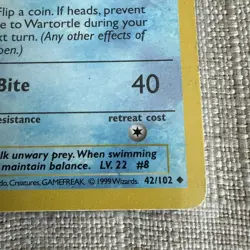 Flip a coin. If heads, prevent
to Wartortle during your
xt turn. (Any other effects of
pen.)
Bite 40
esistance retreat cost
lk unwary prey. When swimming
maintain balance. LV. 22 #8
do, Creatures, GAMEFREAK. © 1999 Wizards. 42/102 ◆